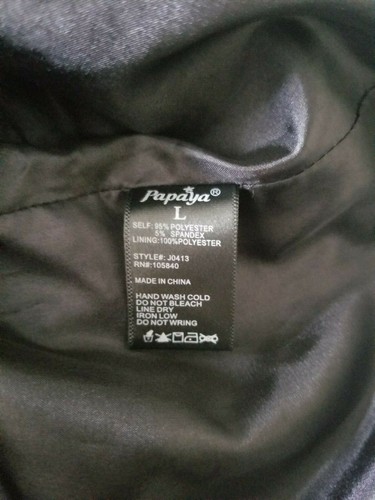 Papaya®
L
SELF: 95% POLYESTER
5% SPANDEX
LINING:100%POLYESTER
STYLE#: J0413
RN#:105840
MADE IN CHINA
HAND WASH COLD
DO NOT BLEACH
LINE DRY
IRON LOW
DO NOT WRING